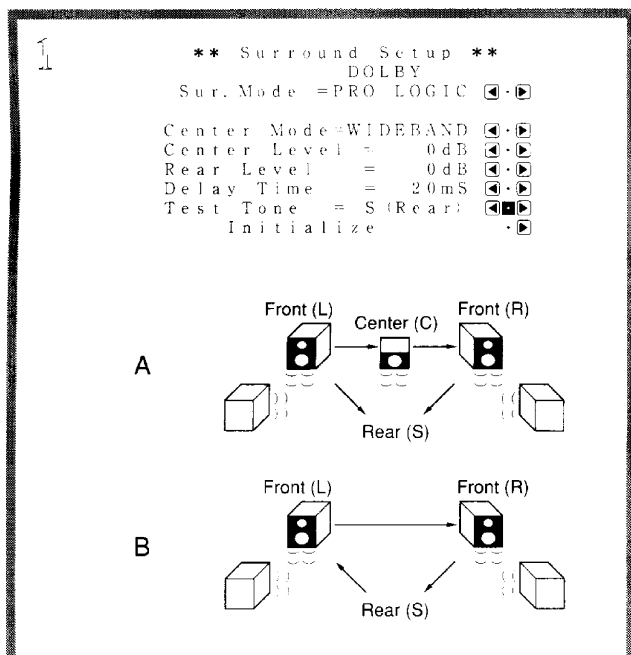 1
** Surround Setup **
DOLBY
Sur.Mode =PRO LOGIC ◀·▶
Center Mode=WIDEBAND ◀·▶
Center Level = 0dB ◀·▶
Rear Level = 0dB ◀·▶
Delay Time = 20mS ◀·▶
Test Tone = S(Rear) ◀·▶
Initialize ·▶
Front (L) Center (C) Front (R)
A
Rear (S)
Front (L) Front (R)
B
Rear (S)